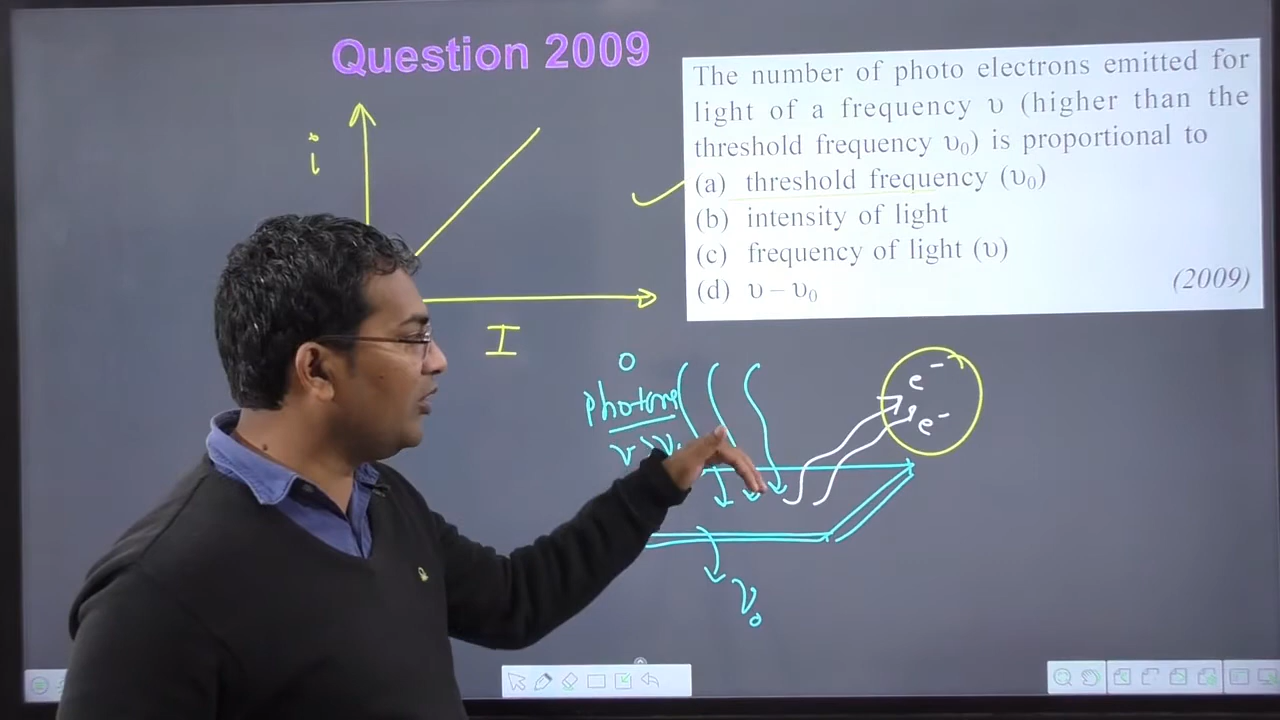 Question 2009
The number of photo electrons emitted for
light of a frequency υ (higher than the
threshold frequency υ₀) is proportional to
(a) threshold frequency (υ₀)
(b) intensity of light
(c) frequency of light (υ)
(d) υ – υ₀
(2009)
i
I
photons
e⁻
e⁻
ν₀